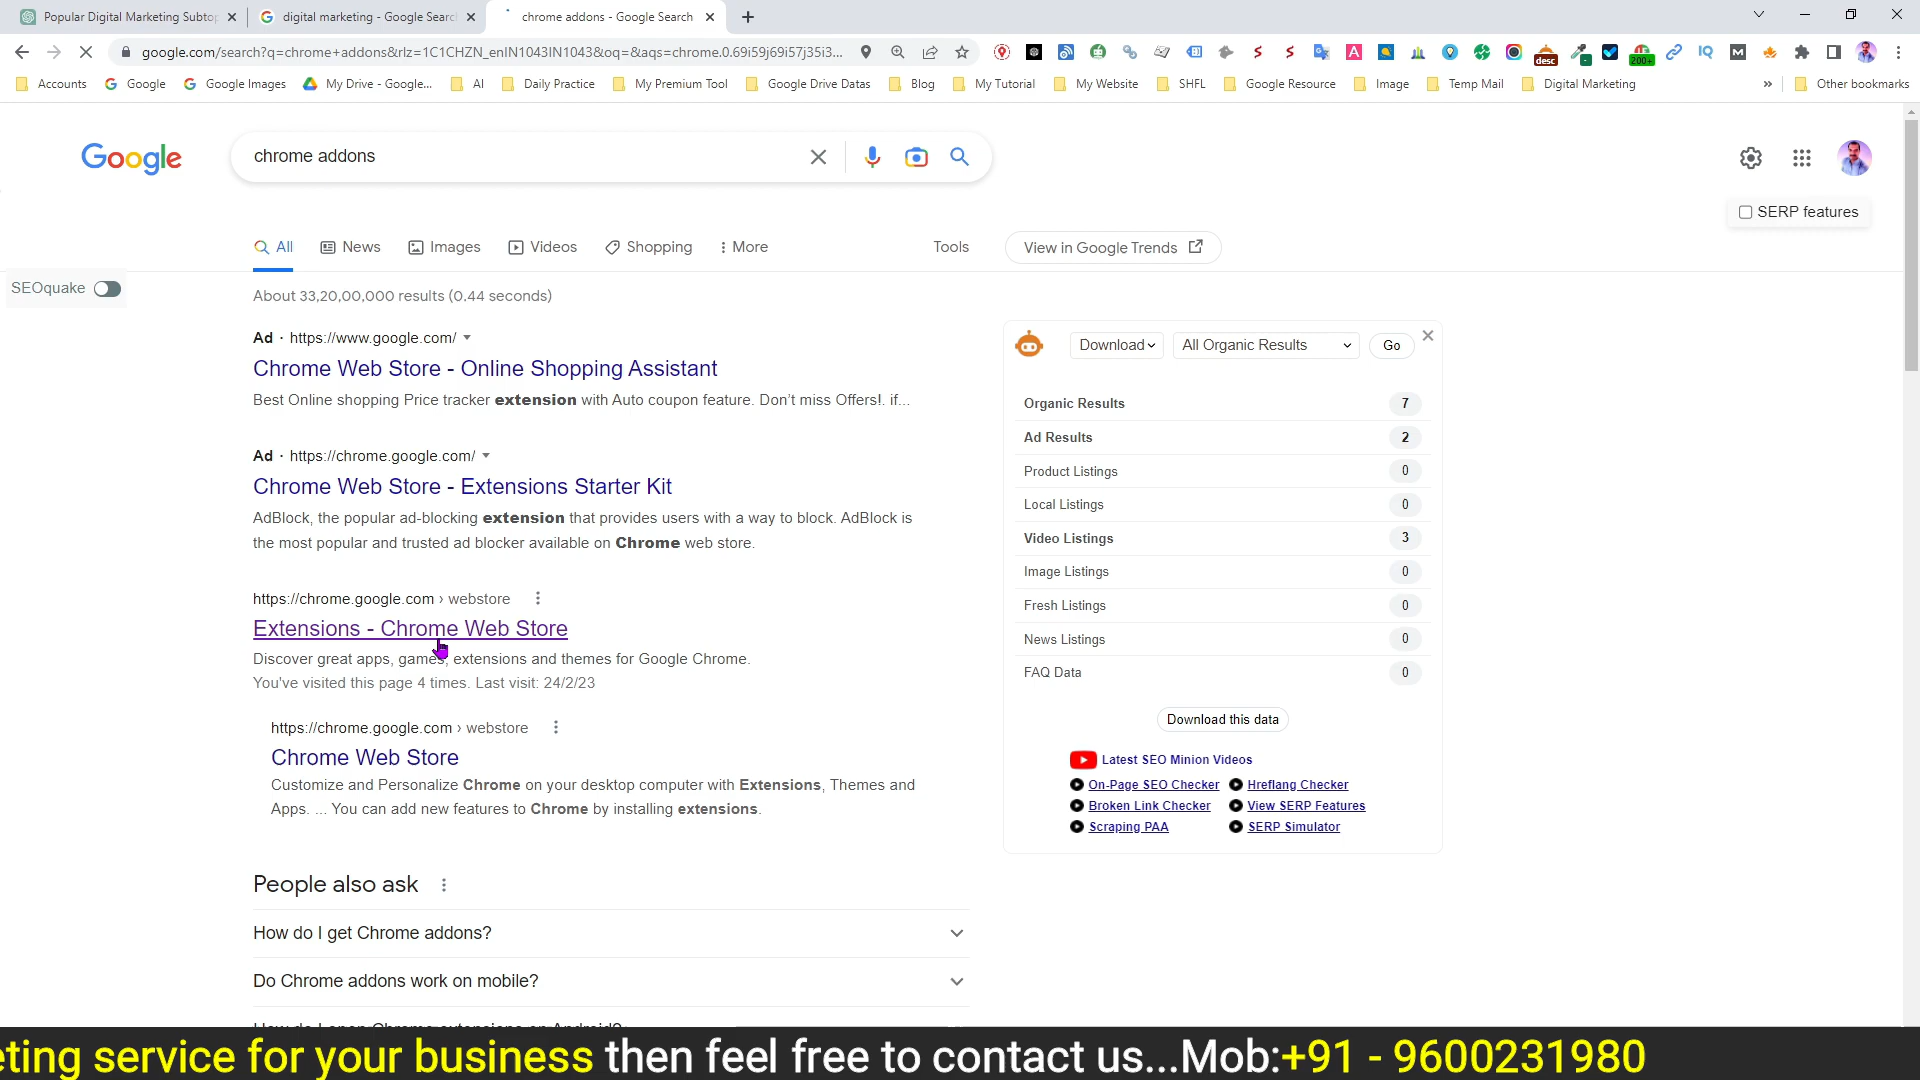 Popular Digital Marketing Subtop
digital marketing - Google Search
chrome addons - Google Search
google.com/search?q=chrome+addons&rlz=1C1CHZN_enIN1043IN1043&oq=&aqs=chrome.0.69i59j69i57j35i3...
desc
200+
Accounts
Google
Google Images
My Drive - Google...
AI
Daily Practice
My Premium Tool
Google Drive Datas
Blog
My Tutorial
My Website
SHFL
Google Resource
Image
Temp Mail
Digital Marketing
»
Other bookmarks
Google
chrome addons
SERP features
All
News
Images
Videos
Shopping
More
Tools
View in Google Trends
SEOquake
About 33,20,00,000 results (0.44 seconds)
Ad · https://www.google.com/
Chrome Web Store - Online Shopping Assistant
Best Online shopping Price tracker extension with Auto coupon feature. Don't miss Offers!. if...
Ad · https://chrome.google.com/
Chrome Web Store - Extensions Starter Kit
AdBlock, the popular ad-blocking extension that provides users with a way to block. AdBlock is
the most popular and trusted ad blocker available on Chrome web store.
https://chrome.google.com › webstore
Extensions - Chrome Web Store
Discover great apps, games, extensions and themes for Google Chrome.
You've visited this page 4 times. Last visit: 24/2/23
https://chrome.google.com › webstore
Chrome Web Store
Customize and Personalize Chrome on your desktop computer with Extensions, Themes and
Apps. ... You can add new features to Chrome by installing extensions.
People also ask
How do I get Chrome addons?
Do Chrome addons work on mobile?
How do I open Chrome extensions on Android?
Download
All Organic Results
Go
Organic Results 7
Ad Results 2
Product Listings 0
Local Listings 0
Video Listings 3
Image Listings 0
Fresh Listings 0
News Listings 0
FAQ Data 0
Download this data
Latest SEO Minion Videos
On-Page SEO Checker
Hreflang Checker
Broken Link Checker
View SERP Features
Scraping PAA
SERP Simulator
eting service for your business then feel free to contact us...Mob:+91 - 9600231980